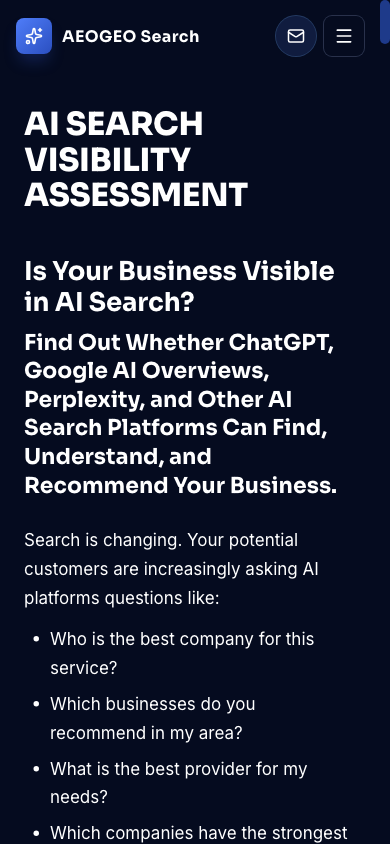 AEOGEO Search
AI SEARCH
VISIBILITY
ASSESSMENT
Is Your Business Visible
in AI Search?
Find Out Whether ChatGPT,
Google AI Overviews,
Perplexity, and Other AI
Search Platforms Can Find,
Understand, and
Recommend Your Business.
Search is changing. Your potential
customers are increasingly asking AI
platforms questions like:
• Who is the best company for this
service?
• Which businesses do you
recommend in my area?
• What is the best provider for my
needs?
• Which companies have the strongest